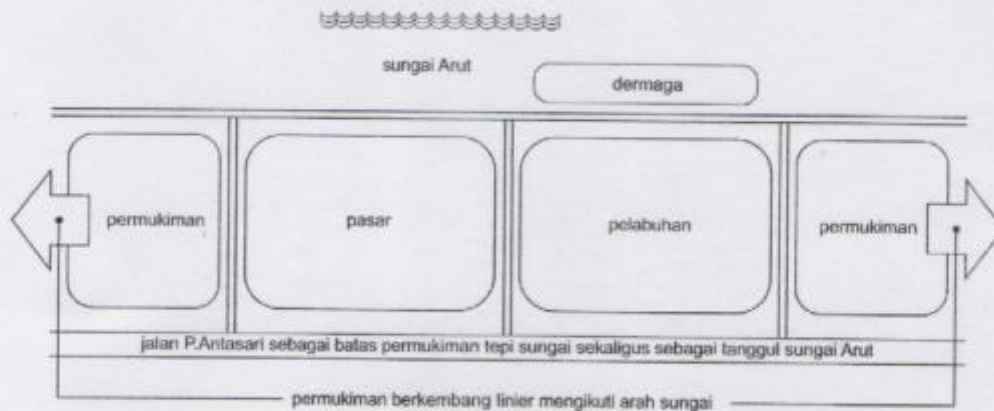 sungai Arut
dermaga
permukiman
pasar
pelabuhan
permukiman
jalan P.Antasari sebagai batas permukiman tepi sungai sekaligus sebagai tanggul sungai Arut
permukiman berkembang linier mengikuti arah sungai